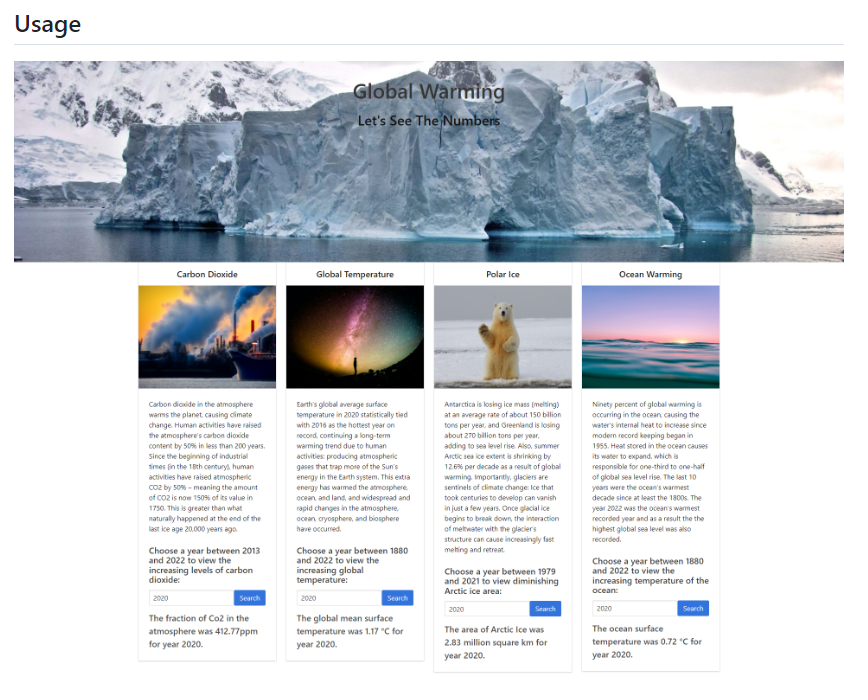 Usage
Global Warming
Let's See The Numbers
Carbon Dioxide
Carbon dioxide in the atmosphere
warms the planet, causing climate
change. Human activities have raised
the atmosphere's carbon dioxide
content by 50% in less than 200 years.
Since the beginning of industrial
times (in the 18th century), human
activities have raised atmospheric
CO2 by 50% – meaning the amount
of CO2 is now 150% of its value in
1750. This is greater than what
naturally happened at the end of the
last ice age 20,000 years ago.
Choose a year between 2013
and 2022 to view the
increasing levels of carbon
dioxide:
2020
Search
The fraction of Co2 in the
atmosphere was 412.77ppm
for year 2020.
Global Temperature
Earth's global average surface
temperature in 2020 statistically tied
with 2016 as the hottest year on
record, continuing a long-term
warming trend due to human
activities: producing atmospheric
gases that trap more of the Sun's
energy in the Earth system. This extra
energy has warmed the atmosphere,
ocean, and land, and widespread and
rapid changes in the atmosphere,
ocean, cryosphere, and biosphere
have occurred.
Choose a year between 1880
and 2022 to view the
increasing global
temperature:
2020
Search
The global mean surface
temperature was 1.17 °C for
year 2020.
Polar Ice
Antarctica is losing ice mass (melting)
at an average rate of about 150 billion
tons per year, and Greenland is losing
about 270 billion tons per year,
adding to sea level rise. Also, summer
Arctic sea ice extent is shrinking by
12.6% per decade as a result of global
warming. Importantly, glaciers are
sentinels of climate change: Ice that
took centuries to develop can vanish
in just a few years. Once glacial ice
begins to break down, the interaction
of meltwater with the glacier's
structure can cause increasingly fast
melting and retreat.
Choose a year between 1979
and 2021 to view diminishing
Arctic ice area:
2020
Search
The area of Arctic Ice was
2.83 million square km for
year 2020.
Ocean Warming
Ninety percent of global warming is
occurring in the ocean, causing the
water's internal heat to increase since
modern record keeping began in
1955. Heat stored in the ocean causes
its water to expand, which is
responsible for one-third to one-half
of global sea level rise. The last 10
years were the ocean's warmest
decade since at least the 1800s. The
year 2022 was the ocean's warmest
recorded year and as a result the the
highest global sea level was also
recorded.
Choose a year between 1880
and 2022 to view the
increasing temperature of the
ocean:
2020
Search
The ocean surface
temperature was 0.72 °C for
year 2020.